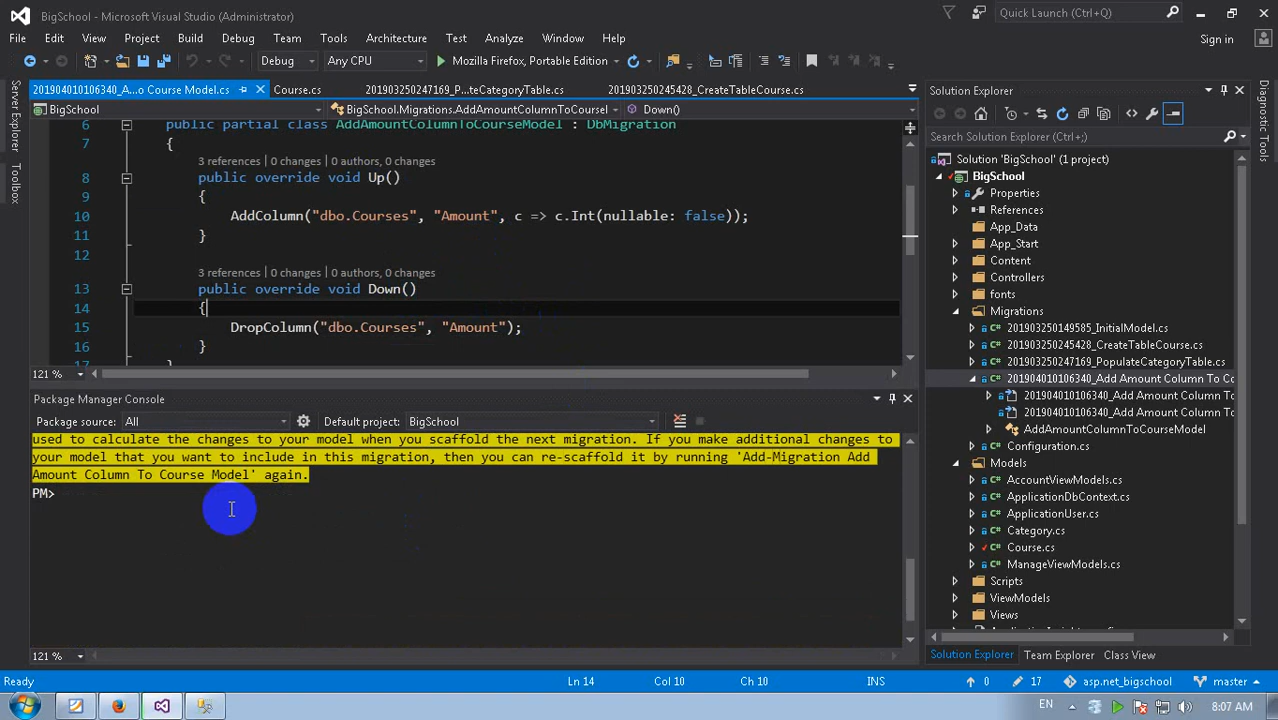 BigSchool - Microsoft Visual Studio (Administrator)
Quick Launch (Ctrl+Q)
File Edit View Project Build Debug Team Tools Architecture Test Analyze Window Help
Sign in
Debug Any CPU Mozilla Firefox, Portable Edition
Server Explorer
Toolbox
201904010106340_A...o Course Model.cs Course.cs 201903250247169_P...teCategoryTable.cs 201903250245428_CreateTableCourse.cs
BigSchool BigSchool.Migrations.AddAmountColumnToCourseI Down()
6 public partial class AddAmountColumnToCourseModel : DbMigration
7 {
3 references | 0 changes | 0 authors, 0 changes
8 public override void Up()
9 {
10 AddColumn("dbo.Courses", "Amount", c => c.Int(nullable: false));
11 }
12
3 references | 0 changes | 0 authors, 0 changes
13 public override void Down()
14 {
15 DropColumn("dbo.Courses", "Amount");
16 }
17 }
121 %
Package Manager Console
Package source: All Default project: BigSchool
used to calculate the changes to your model when you scaffold the next migration. If you make additional changes to
your model that you want to include in this migration, then you can re-scaffold it by running 'Add-Migration Add
Amount Column To Course Model' again.
PM>
121 %
Solution Explorer
Search Solution Explorer (Ctrl+;)
Solution 'BigSchool' (1 project)
BigSchool
Properties
References
App_Data
App_Start
Content
Controllers
fonts
Migrations
201903250149585_InitialModel.cs
201903250245428_CreateTableCourse.cs
201903250247169_PopulateCategoryTable.cs
201904010106340_Add Amount Column To Co
201904010106340_Add Amount Column To
201904010106340_Add Amount Column To
AddAmountColumnToCourseModel
Configuration.cs
Models
AccountViewModel.cs
ApplicationDbContext.cs
ApplicationUser.cs
Category.cs
Course.cs
ManageViewModels.cs
Scripts
ViewModels
Views
Solution Explorer Team Explorer Class View
Diagnostic Tools
Ready Ln 14 Col 10 Ch 10 INS 0 17 asp.net_bigschool master
EN 8:07 AM